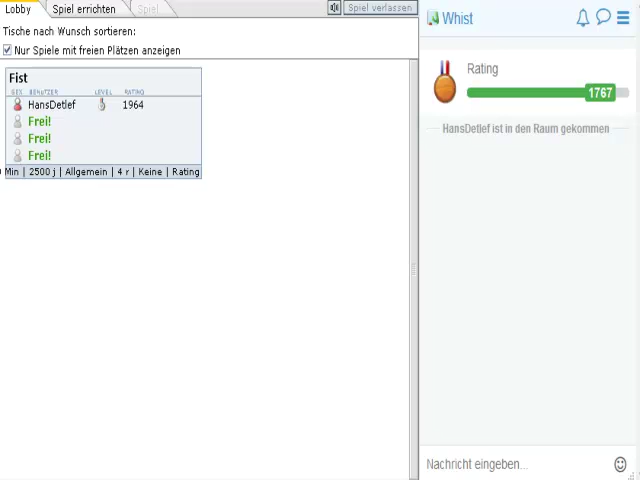 Lobby
Spiel errichten
Spiel
Spiel verlassen
Tische nach Wunsch sortieren:
Nur Spiele mit freien Plätzen anzeigen
Fist
GES. BENUTZER LEVEL RATING
HansDetlef 1964
Frei!
Frei!
Frei!
Min | 2500 j | Allgemein | 4 r | Keine | Rating
Whist
Rating
1767
HansDetlef ist in den Raum gekommen
Nachricht eingeben...